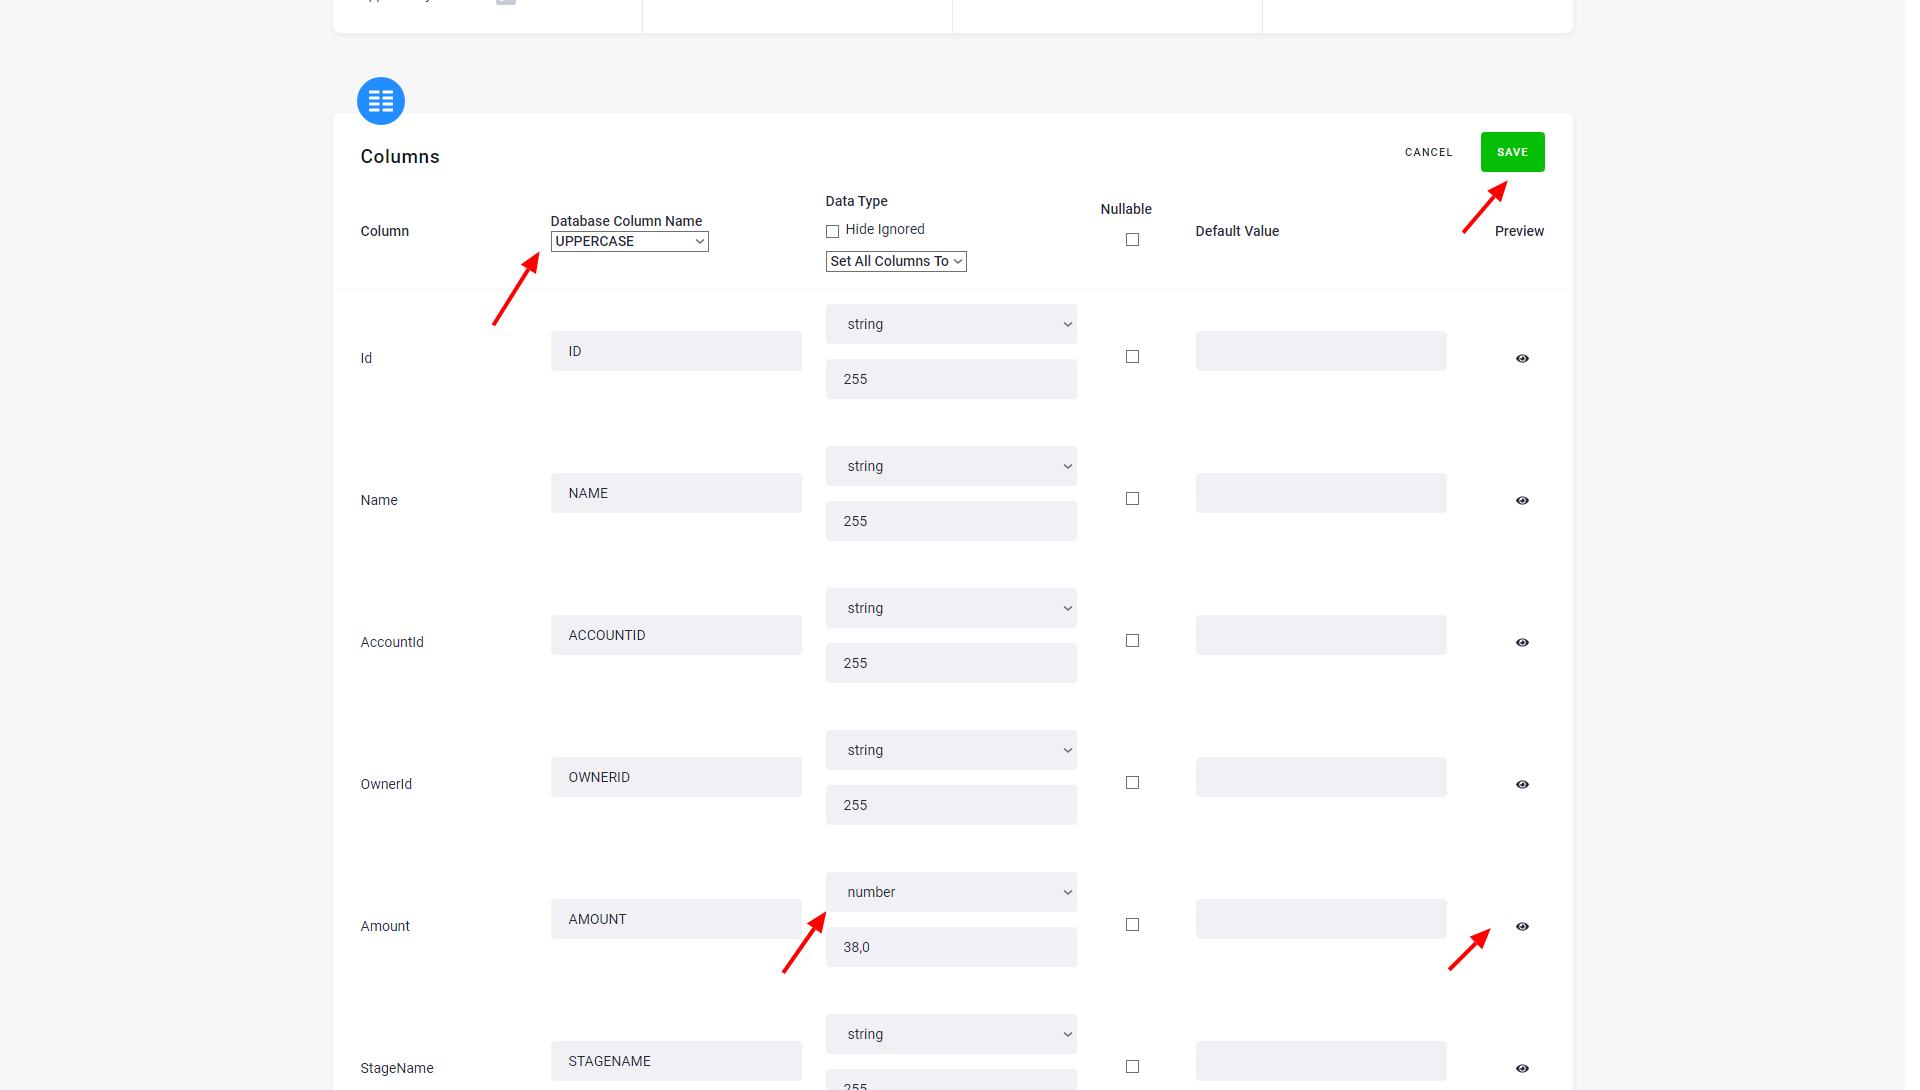 Columns
CANCEL
SAVE
Column
Database Column Name
UPPERCASE
Data Type
Hide Ignored
Set All Columns To
Nullable
Default Value
Preview
Id
ID
string
255
Name
NAME
string
255
AccountId
ACCOUNTID
string
255
OwnerId
OWNERID
string
255
Amount
AMOUNT
number
38,0
StageName
STAGENAME
string
255